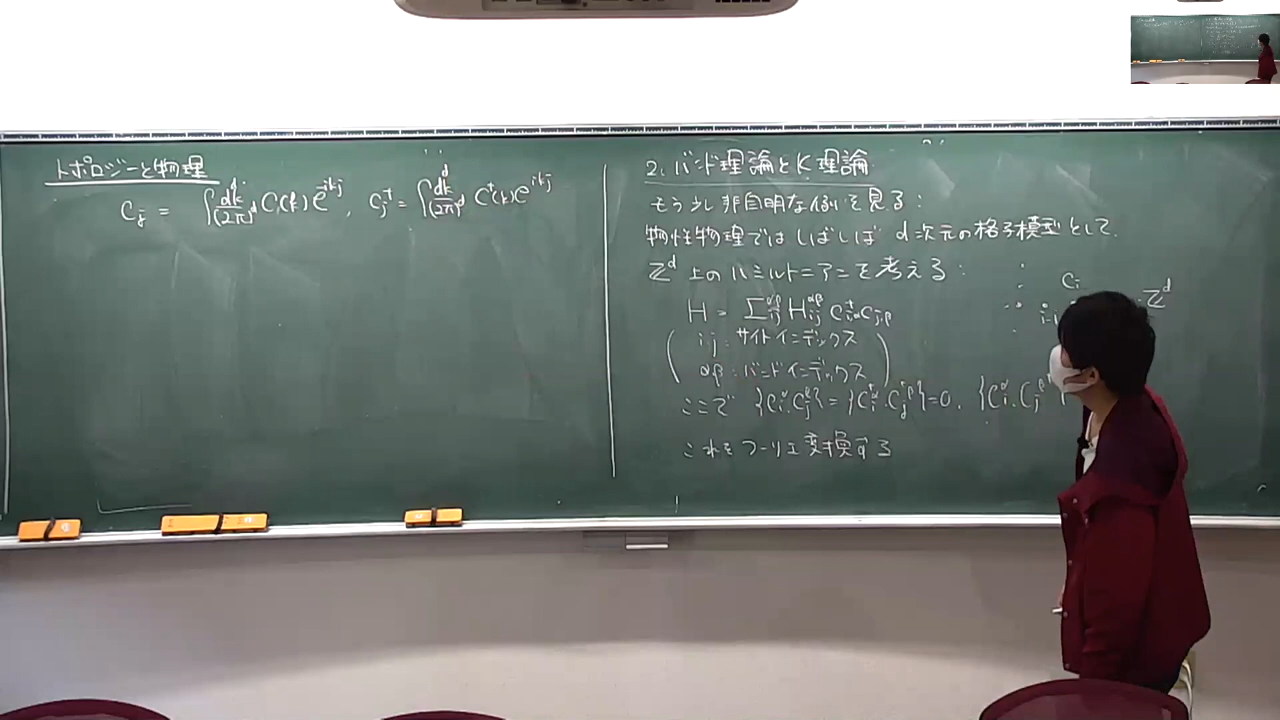 トポロジーと物理
C_j = ∫ d^dk/(2π)^d C(k) e^{-ikj}, C_j^† = ∫ d^dk/(2π)^d C^†(k) e^{ikj}
2. バンド理論とK理論
もう少し非自明な例を見る:
物性物理ではしばしば d次元の格子模型として
Z^d 上のハミルトニアンを考える:
H = Σ_{ij}^{αβ} H_{ij}^{αβ} C_{iα}^† C_{jβ}
( ij: サイトインデックス
αβ: バンドインデックス )
ここで {C_i^α, C_j^β} = {C_i^{†α}, C_j^{†β}} = 0, {C_i^α, C_j^{β†}
これをフーリエ変換する
C_i
i-1
Z^d